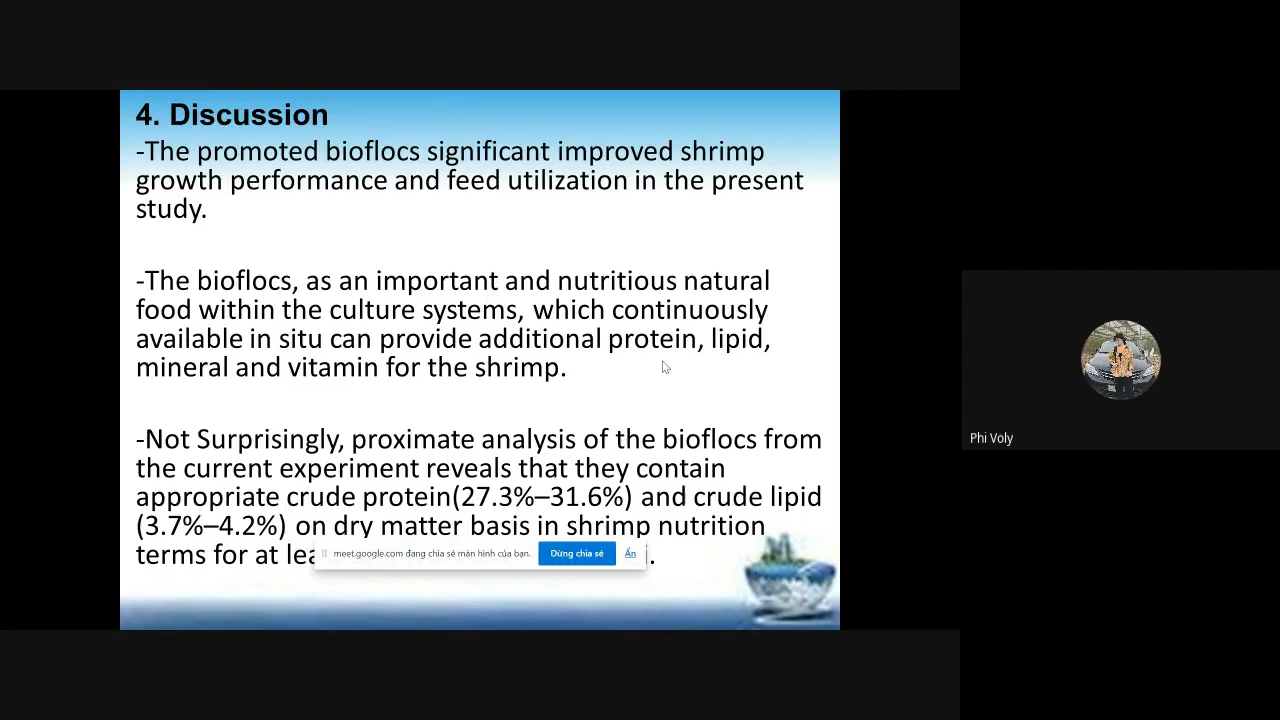 4. Discussion
-The promoted bioflocs significant improved shrimp
growth performance and feed utilization in the present
study.
-The bioflocs, as an important and nutritious natural
food within the culture systems, which continuously
available in situ can provide additional protein, lipid,
mineral and vitamin for the shrimp.
-Not Surprisingly, proximate analysis of the bioflocs from
the current experiment reveals that they contain
appropriate crude protein(27.3%–31.6%) and crude lipid
(3.7%–4.2%) on dry matter basis in shrimp nutrition
terms for at
meet.google.com đang chia sẻ màn hình của bạn. Dừng chia sẻ Ẩn
Phi Voly